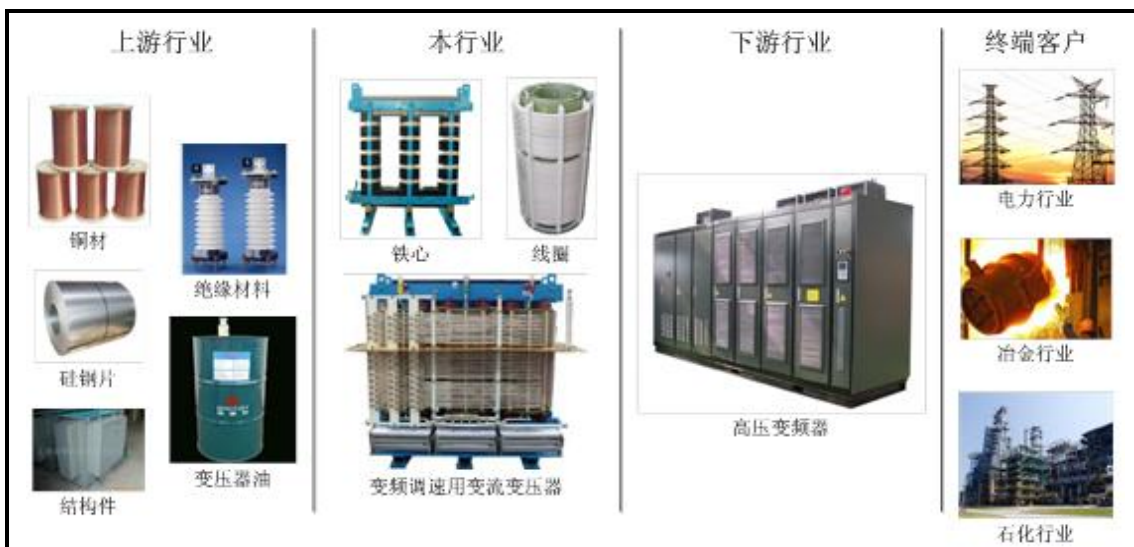 上游行业
本行业
下游行业
终端客户
铜材
绝缘材料
硅钢片
变压器油
结构件
铁心
线圈
变频调速用变流变压器
高压变频器
电力行业
冶金行业
石化行业